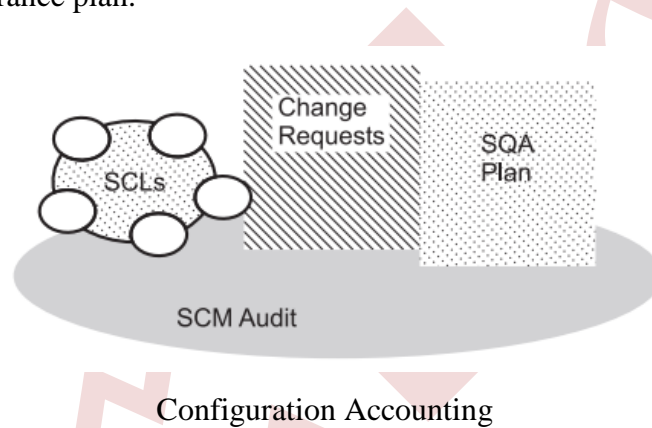 rance plan.
Change
Requests
SQA
Plan
SCLs
SCM Audit
Configuration Accounting